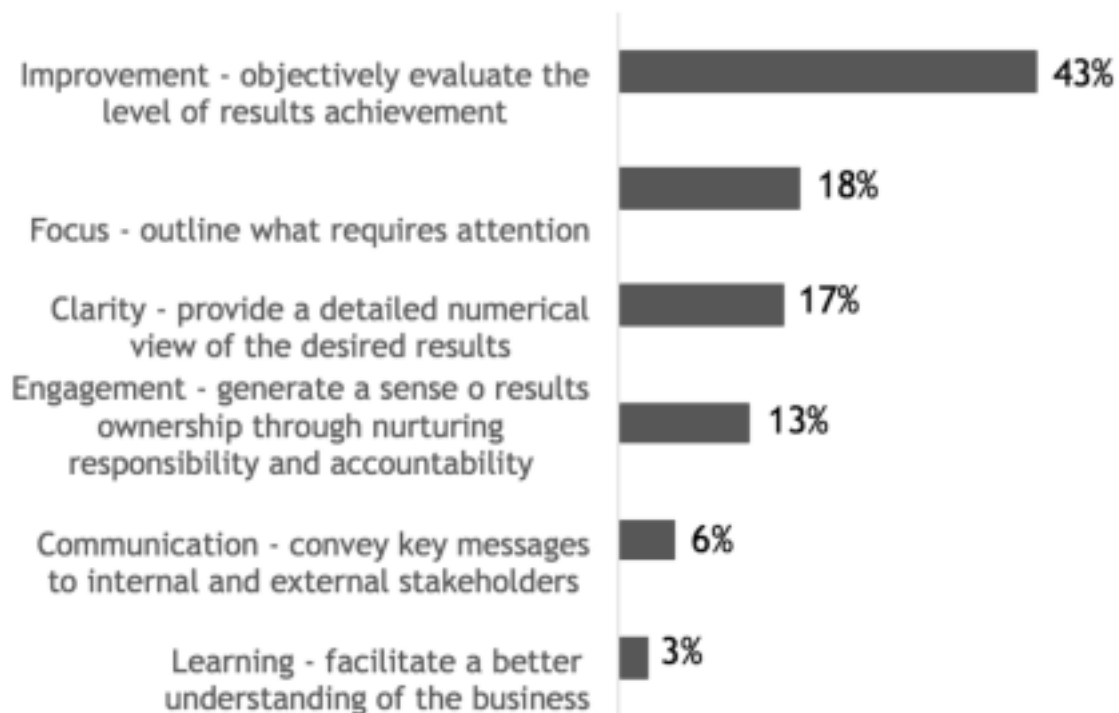 Improvement - objectively evaluate the
level of results achievement
43%
18%
Focus - outline what requires attention
Clarity - provide a detailed numerical
view of the desired results
17%
Engagement - generate a sense o results
ownership through nurturing
responsibility and accountability
13%
Communication - convey key messages
to internal and external stakeholders
6%
Learning - facilitate a better
understanding of the business
3%